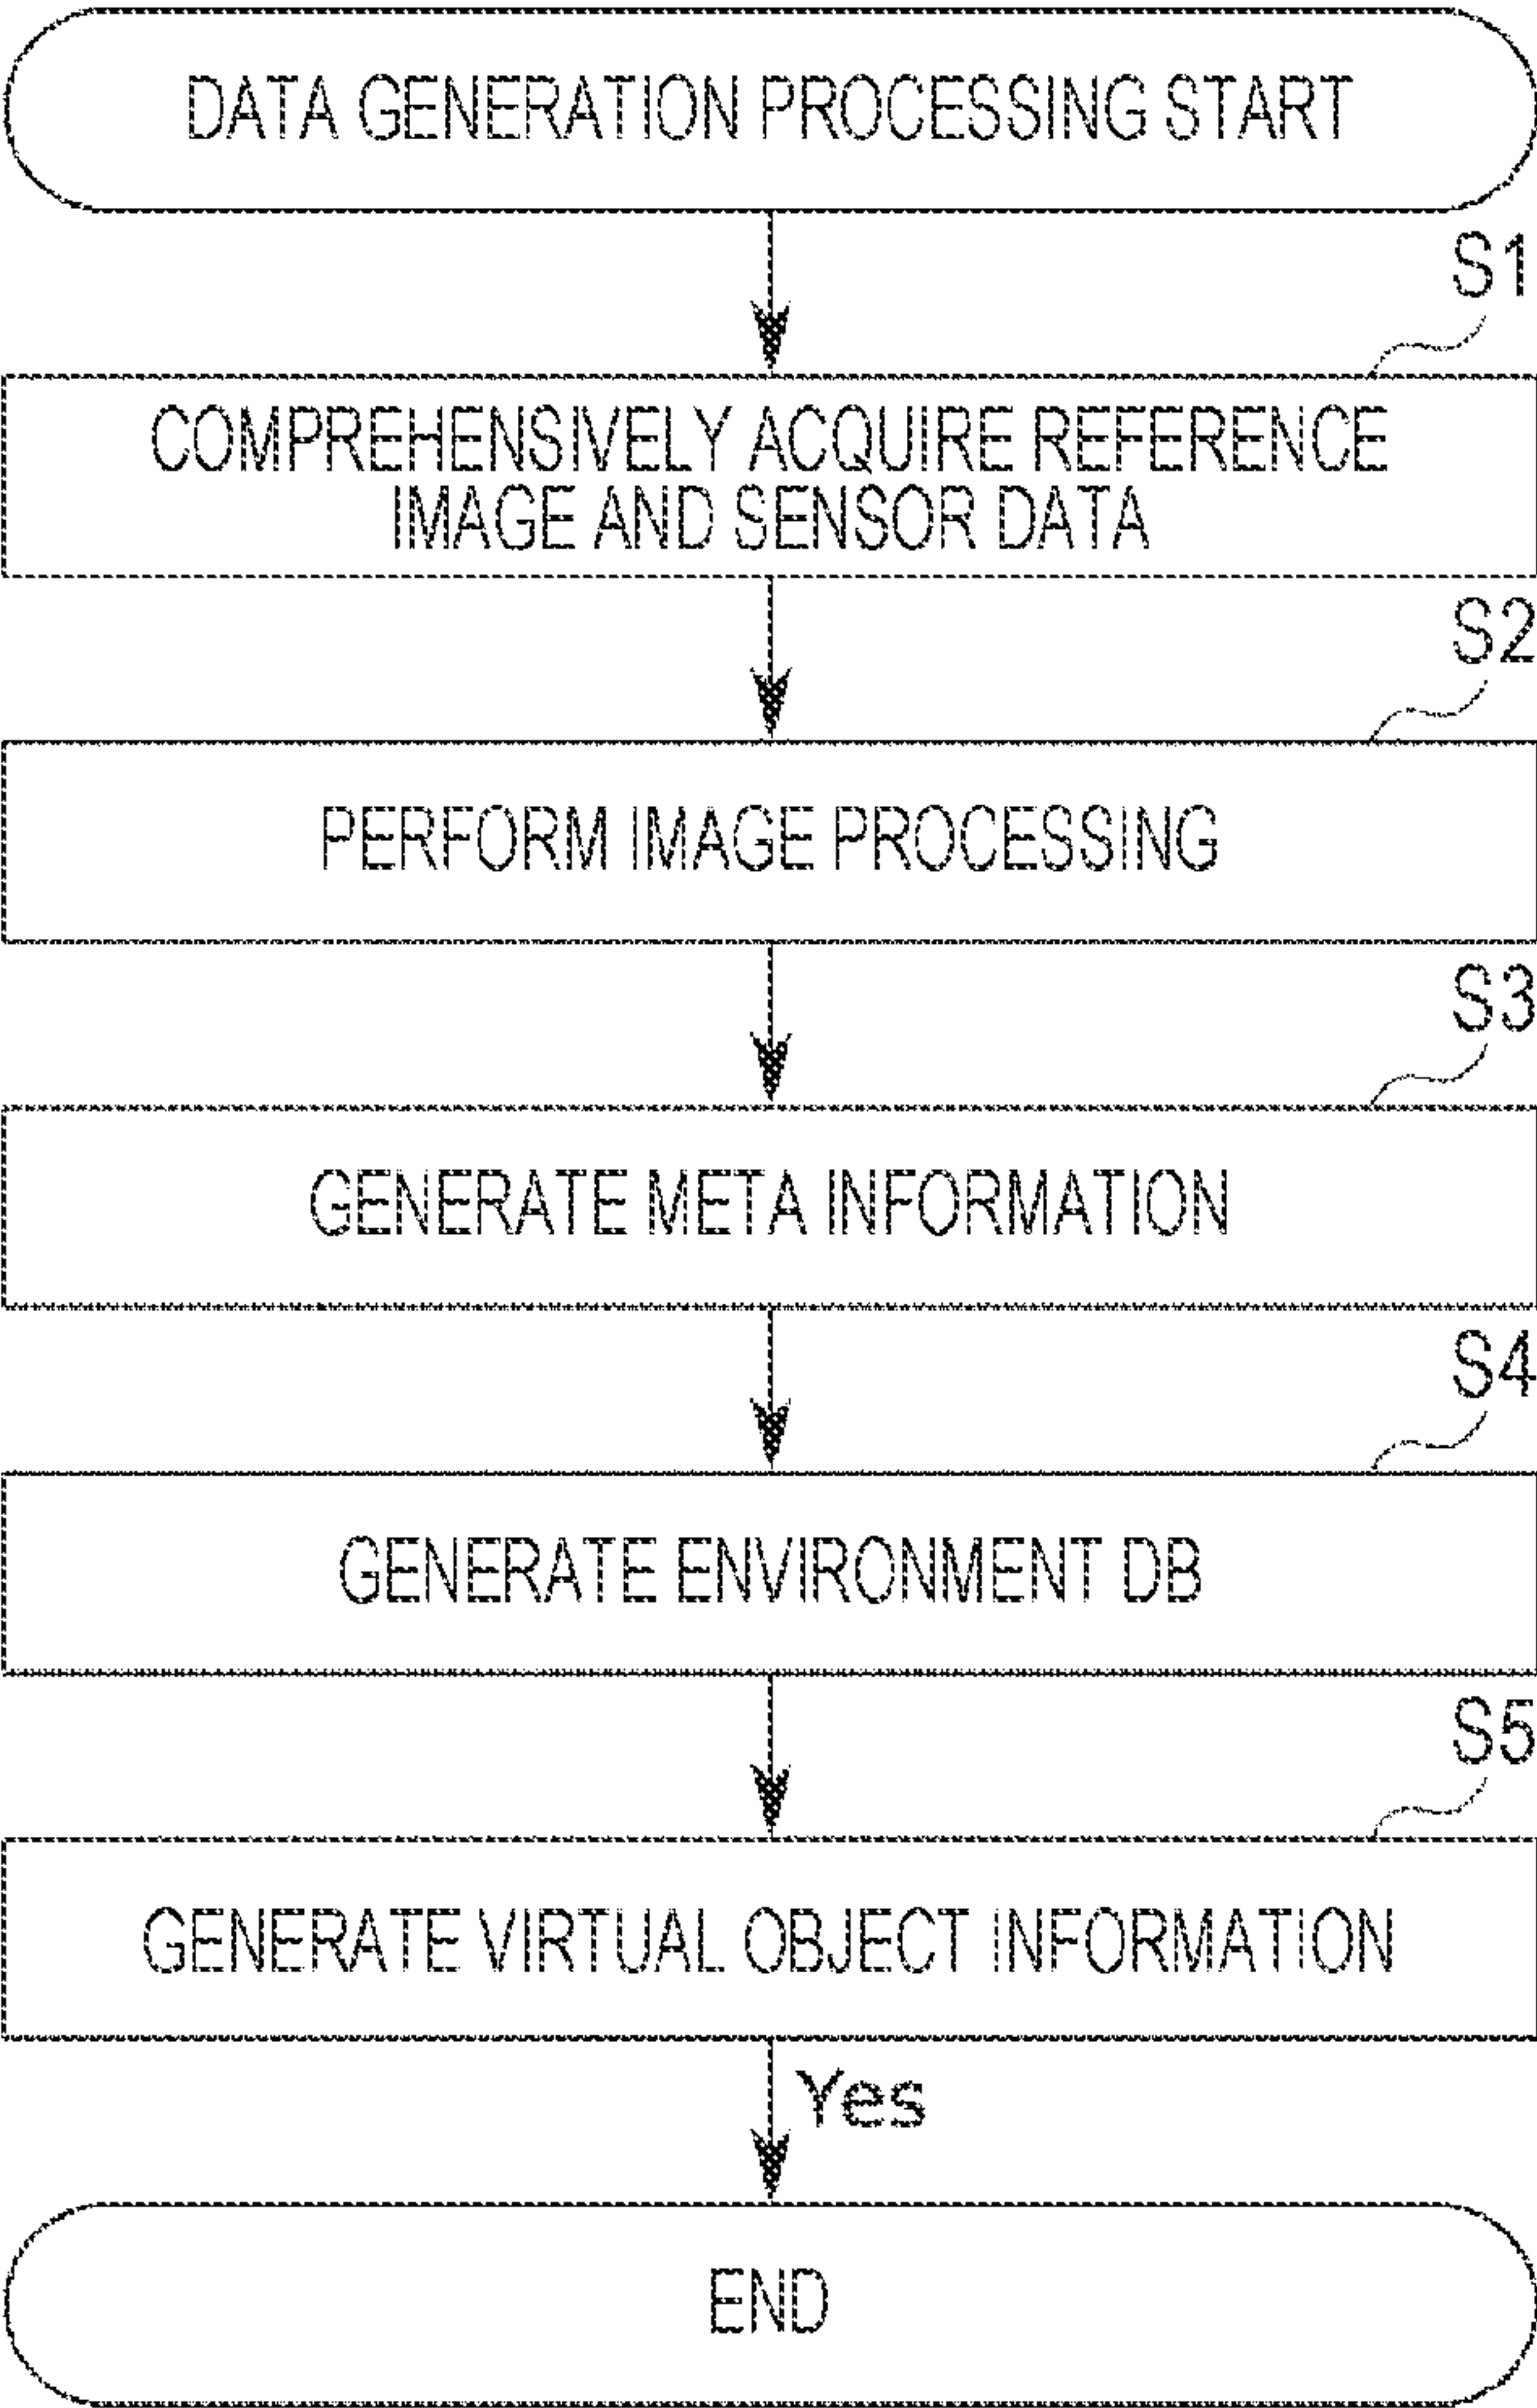 DATA GENERATION PROCESSING START
S1
COMPREHENSIVELY ACQUIRE REFERENCE
IMAGE AND SENSOR DATA
S2
PERFORM IMAGE PROCESSING
S3
GENERATE META INFORMATION
S4
GENERATE ENVIRONMENT DB
S5
GENERATE VIRTUAL OBJECT INFORMATION
Yes
END